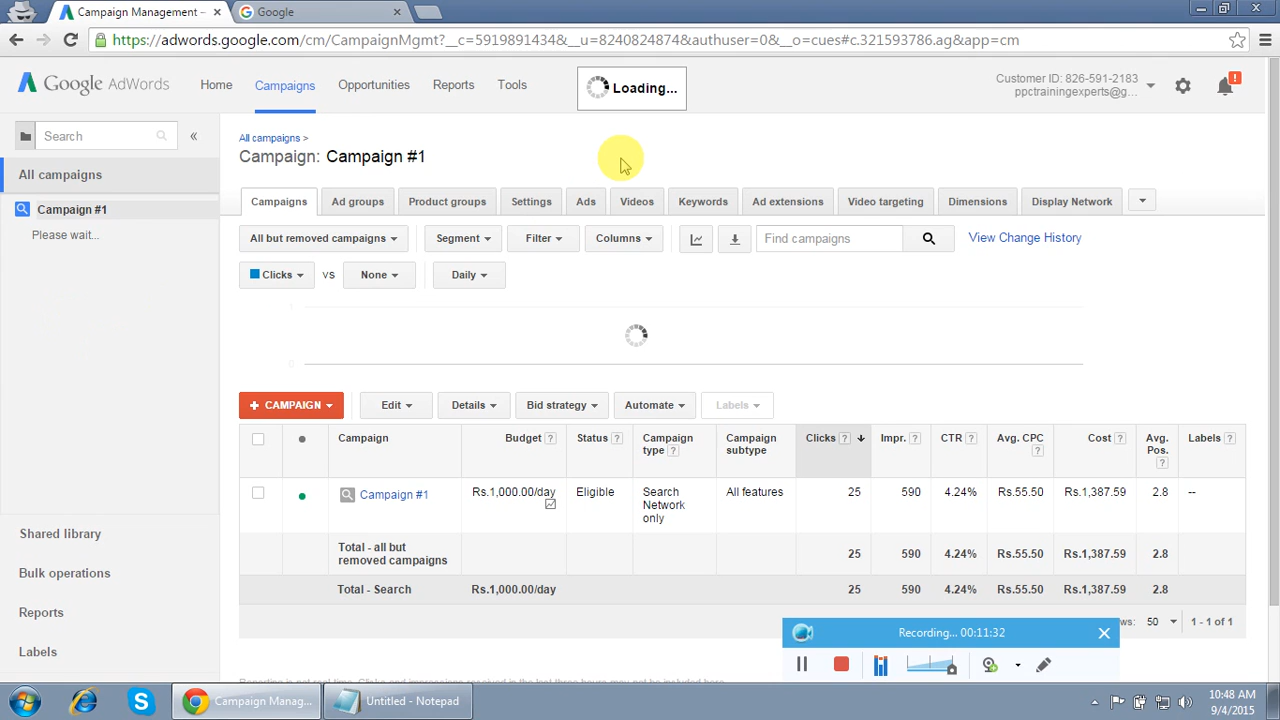 Campaign Management –
Google
https://adwords.google.com/cm/CampaignMgmt?__c=5919891434&__u=8240824874&authuser=0&__o=cues#c.321593786.ag&app=cm
Google AdWords
Home
Campaigns
Opportunities
Reports
Tools
Loading...
Customer ID: 826-591-2183
ppctrainingexperts@g...
!
Search
«
All campaigns
Campaign #1
Please wait...
Shared library
Bulk operations
Reports
Labels
All campaigns >
Campaign: Campaign #1
Campaigns
Ad groups
Product groups
Settings
Ads
Videos
Keywords
Ad extensions
Video targeting
Dimensions
Display Network
All but removed campaigns
Segment
Filter
Columns
Find campaigns
View Change History
Clicks
VS
None
Daily
1
0
+ CAMPAIGN
Edit
Details
Bid strategy
Automate
Labels
Campaign
Budget ?
Status ?
Campaign type ?
Campaign subtype
Clicks ?
Impr. ?
CTR ?
Avg. CPC ?
Cost ?
Avg. Pos. ?
Labels ?
Campaign #1
Rs.1,000.00/day
Eligible
Search Network only
All features
25
590
4.24%
Rs.55.50
Rs.1,387.59
2.8
--
Total - all but removed campaigns
25
590
4.24%
Rs.55.50
Rs.1,387.59
2.8
Total - Search
Rs.1,000.00/day
25
590
4.24%
Rs.55.50
Rs.1,387.59
2.8
50
1 - 1 of 1
Recording... 00:11:32
Campaign Manag...
Untitled - Notepad
10:48 AM
9/4/2015